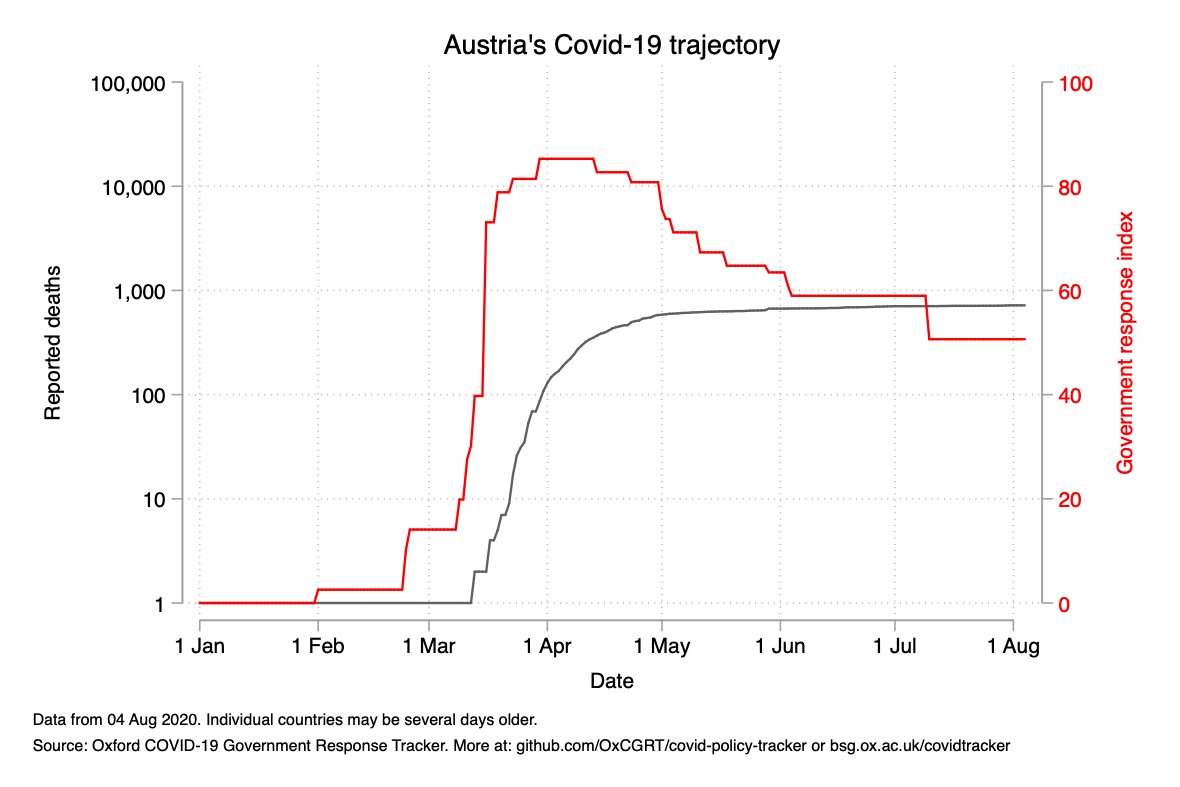 Austria's Covid-19 trajectory
100,000
10,000
1,000
100
10
1
Reported deaths
100
80
60
40
20
0
Government response index
1 Jan
1 Feb
1 Mar
1 Apr
1 May
1 Jun
1 Jul
1 Aug
Date
Data from 04 Aug 2020. Individual countries may be several days older.
Source: Oxford COVID-19 Government Response Tracker. More at: github.com/OxCGRT/covid-policy-tracker or bsg.ox.ac.uk/covidtracker